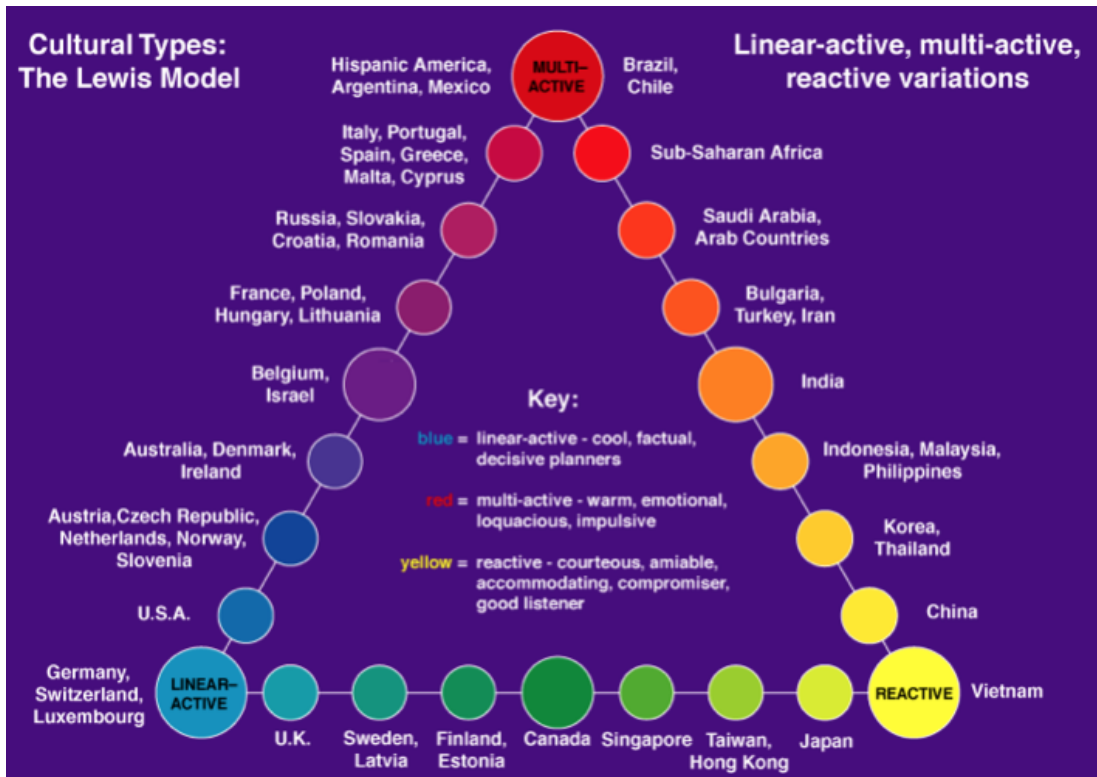 Cultural Types:
The Lewis Model
Linear-active, multi-active,
reactive variations
Hispanic America,
Argentina, Mexico
MULTI–
ACTIVE
Brazil,
Chile
Italy, Portugal,
Spain, Greece,
Malta, Cyprus
Sub-Saharan Africa
Russia, Slovakia,
Croatia, Romania
Saudi Arabia,
Arab Countries
France, Poland,
Hungary, Lithuania
Bulgaria,
Turkey, Iran
Belgium,
Israel
India
Key:
blue = linear-active - cool, factual,
decisive planners
red = multi-active - warm, emotional,
loquacious, impulsive
yellow = reactive - courteous, amiable,
accommodating, compromiser,
good listener
Australia, Denmark,
Ireland
Indonesia, Malaysia,
Philippines
Austria,Czech Republic,
Netherlands, Norway,
Slovenia
Korea,
Thailand
U.S.A.
China
Germany,
Switzerland,
Luxembourg
LINEAR–
ACTIVE
REACTIVE
Vietnam
U.K.
Sweden,
Latvia
Finland,
Estonia
Canada
Singapore
Taiwan,
Hong Kong
Japan